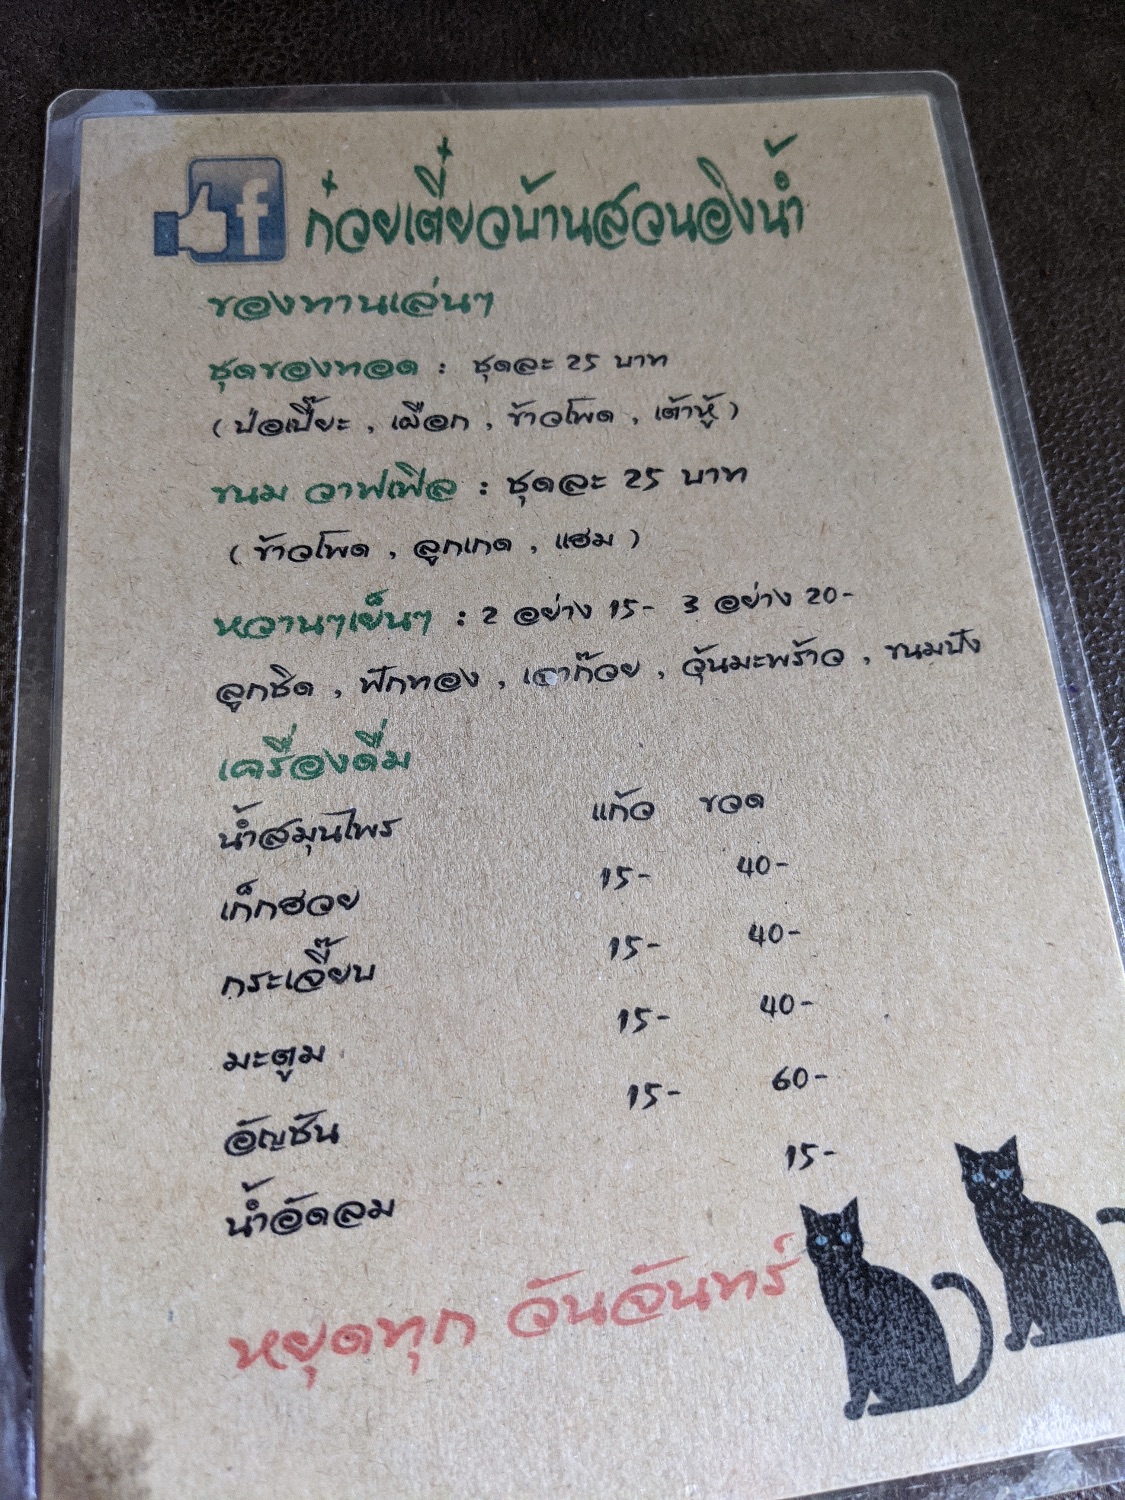 f ก๋วยเตี๋ยวบ้านสวนอิงน้ำ
ของทานเล่นๆ
ชุดของทอด : ชุดละ 25 บาท
(ป่อเปี๊ยะ , เผือก , ข้าวโพด , เต้าหู้)
ขนม วาฟเฟิล : ชุดละ 25 บาท
(ข้าวโพด , ลูกเกด , แฮม)
หวานๆเย็นๆ : 2 อย่าง 15- 3 อย่าง 20-
ลูกชิด , ฟักทอง , เฉาก๊วย , วุ้นมะพร้าว , ขนมปัง
เครื่องดื่ม
น้ำสมุนไพร แก้ว ขวด
เก็กฮวย 15- 40-
กระเจี๊ยบ 15- 40-
มะตูม 15- 40-
อัญชัน 15- 60-
น้ำอัดลม 15-
หยุดทุก วันจันทร์